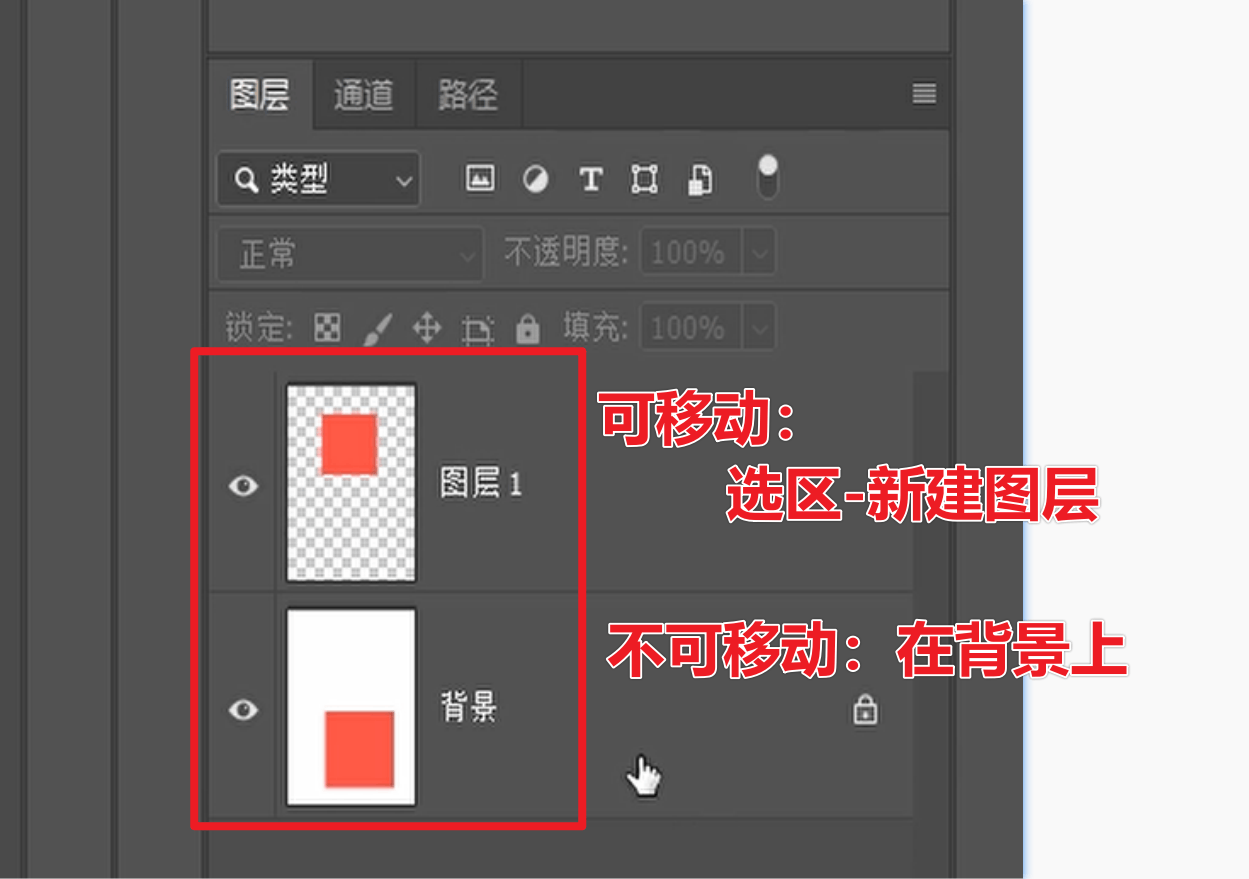 图层 通道 路径
类型 T
正常 不透明度: 100%
锁定: 填充: 100%
可移动：
图层 1
选区-新建图层
不可移动：在背景上
背景